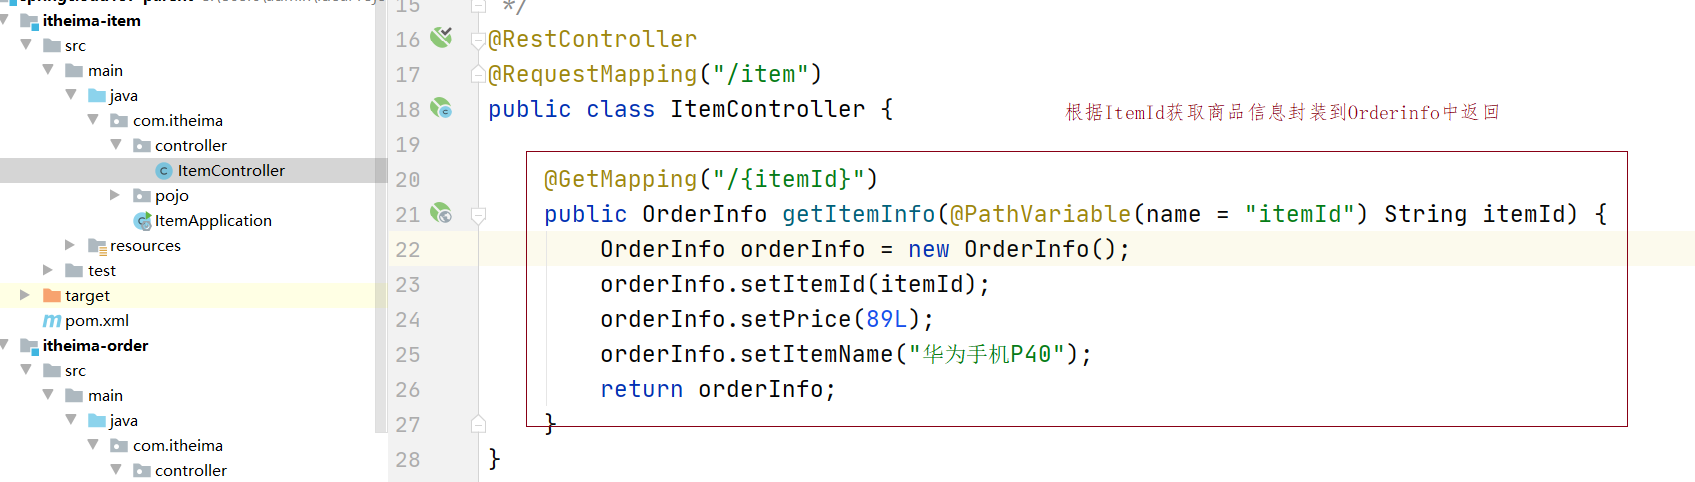 itheima-item
src
main
java
com.itheima
controller
ItemController
pojo
ItemApplication
resources
test
target
pom.xml
itheima-order
src
main
java
com.itheima
controller
15 */
16 @RestController
17 @RequestMapping("/item")
18 public class ItemController {
根据ItemId获取商品信息封装到Orderinfo中返回
19
20 @GetMapping("/{itemId}")
21 public OrderInfo getItemInfo(@PathVariable(name = "itemId") String itemId) {
22 OrderInfo orderInfo = new OrderInfo();
23 orderInfo.setItemId(itemId);
24 orderInfo.setPrice(89L);
25 orderInfo.setItemName("华为手机P40");
26 return orderInfo;
27 }
28 }